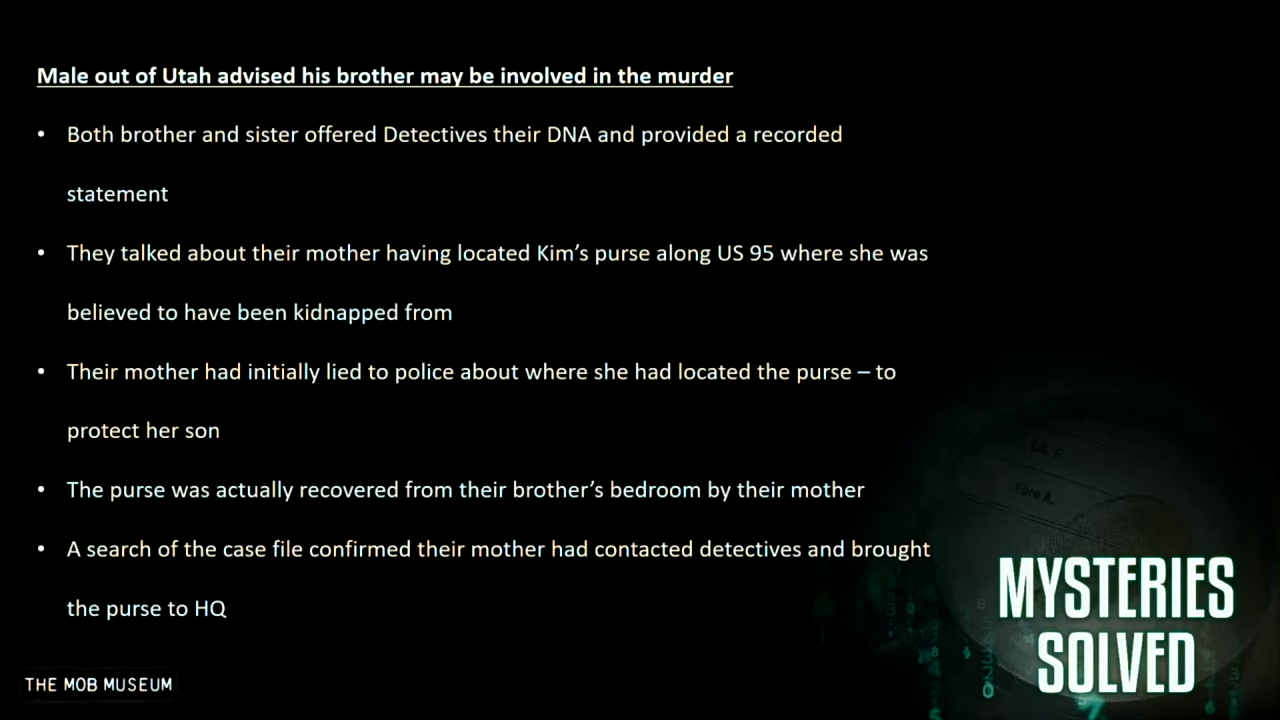 Male out of Utah advised his brother may be involved in the murder
• Both brother and sister offered Detectives their DNA and provided a recorded
statement
• They talked about their mother having located Kim’s purse along US 95 where she was
believed to have been kidnapped from
• Their mother had initially lied to police about where she had located the purse – to
protect her son
• The purse was actually recovered from their brother’s bedroom by their mother
• A search of the case file confirmed their mother had contacted detectives and brought
the purse to HQ
MYSTERIES
SOLVED
THE MOB MUSEUM